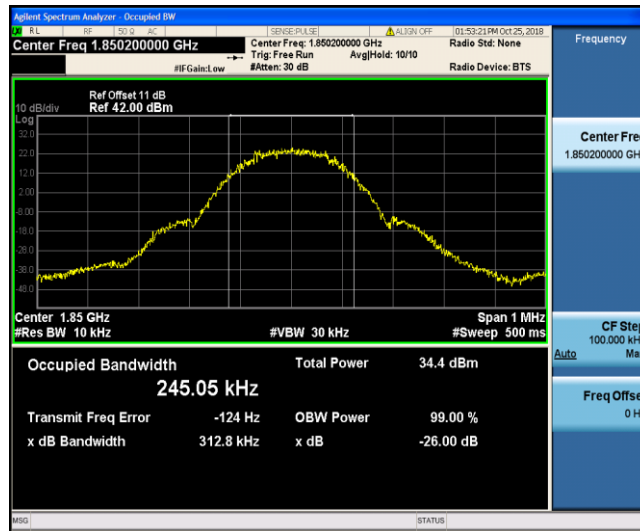 Agilent Spectrum Analyzer - Occupied BW
RL RF 50 Ω AC SENSE:PULSE ALIGN OFF 01:53:21 PM Oct 25, 2018
Center Freq 1.850200000 GHz
Center Freq: 1.850200000 GHz Radio Std: None
Trig: Free Run Avg|Hold: 10/10
#IFGain:Low #Atten: 30 dB Radio Device: BTS
Frequency
Ref Offset 11 dB
10 dB/div Ref 42.00 dBm
Log
32.0
22.0
12.0
2.00
-8.00
-18.0
-28.0
-38.0
-48.0
Center 1.85 GHz Span 1 MHz
#Res BW 10 kHz #VBW 30 kHz #Sweep 500 ms
Occupied Bandwidth Total Power 34.4 dBm
245.05 kHz
Transmit Freq Error -124 Hz OBW Power 99.00 %
x dB Bandwidth 312.8 kHz x dB -26.00 dB
Center Fre
1.850200000 GH
CF Step
100.000 kH
Auto Ma
Freq Offse
0 H
MSG STATUS